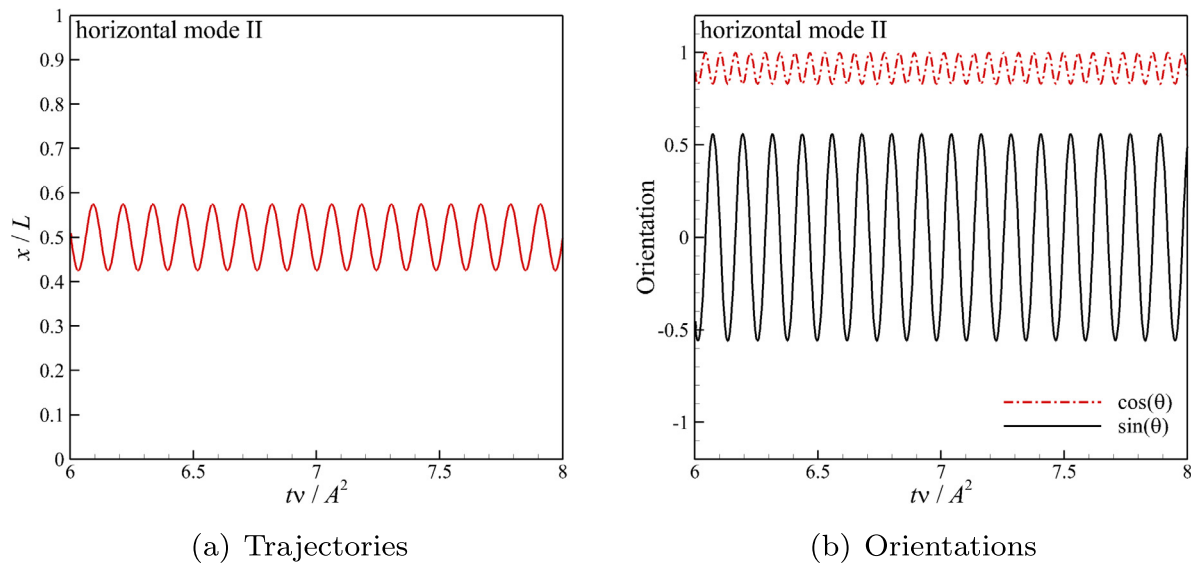 horizontal mode II
1
0.9
0.8
0.7
0.6
0.5
0.4
0.3
0.2
0.1
0
x / L
6 6.5 7 7.5 8
tν / A²
(a) Trajectories
horizontal mode II
1
0.5
0
-0.5
-1
Orientation
cos(θ)
sin(θ)
6 6.5 7 7.5 8
tν / A²
(b) Orientations